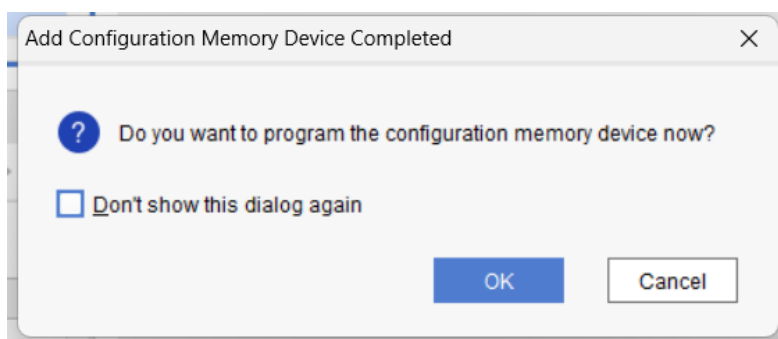 Add Configuration Memory Device Completed
? Do you want to program the configuration memory device now?
Don't show this dialog again
OK Cancel